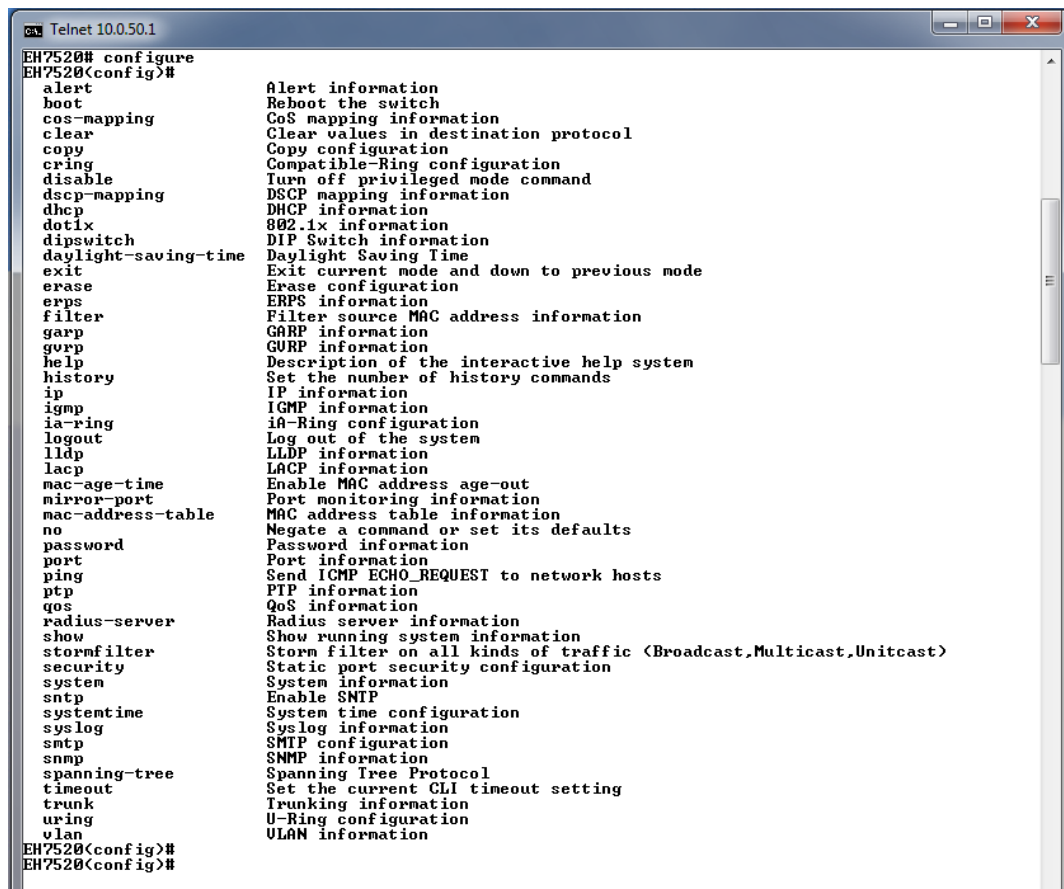 Telnet 10.0.50.1
EH7520# configure
EH7520(config)#
alert Alert information
boot Reboot the switch
cos-mapping CoS mapping information
clear Clear values in destination protocol
copy Copy configuration
cring Compatible-Ring configuration
disable Turn off privileged mode command
dscp-mapping DSCP mapping information
dhcp DHCP information
dot1x 802.1x information
dipswitch DIP Switch information
daylight-saving-time Daylight Saving Time
exit Exit current mode and down to previous mode
erase Erase configuration
erps ERPS information
filter Filter source MAC address information
garp GARP information
gvrp GVRP information
help Description of the interactive help system
history Set the number of history commands
ip IP information
igmp IGMP information
ia-ring iA-Ring configuration
logout Log out of the system
lldp LLDP information
lacp LACP information
mac-age-time Enable MAC address age-out
mirror-port Port monitoring information
mac-address-table MAC address table information
no Negate a command or set its defaults
password Password information
port Port information
ping Send ICMP ECHO_REQUEST to network hosts
ptp PTP information
qos QoS information
radius-server Radius server information
show Show running system information
stormfilter Storm filter on all kinds of traffic (Broadcast,Multicast,Unitcast)
security Static port security configuration
system System information
sntp Enable SNTP
systemtime System time configuration
syslog Syslog information
smtp SMTP configuration
snmp SNMP information
spanning-tree Spanning Tree Protocol
timeout Set the current CLI timeout setting
trunk Trunking information
uring U-Ring configuration
vlan VLAN information
EH7520(config)#
EH7520(config)#